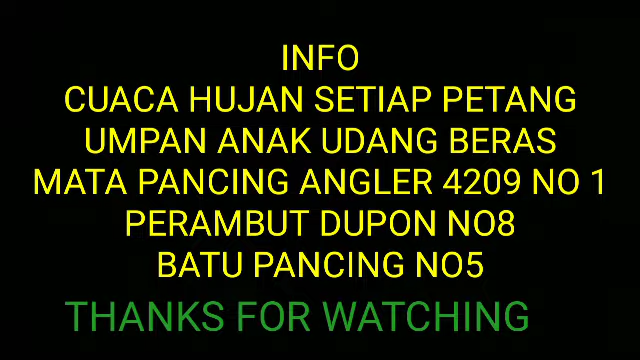 INFO
CUACA HUJAN SETIAP PETANG
UMPAN ANAK UDANG BERAS
MATA PANCING ANGLER 4209 NO 1
PERAMBUT DUPON NO8
BATU PANCING NO5
THANKS FOR WATCHING